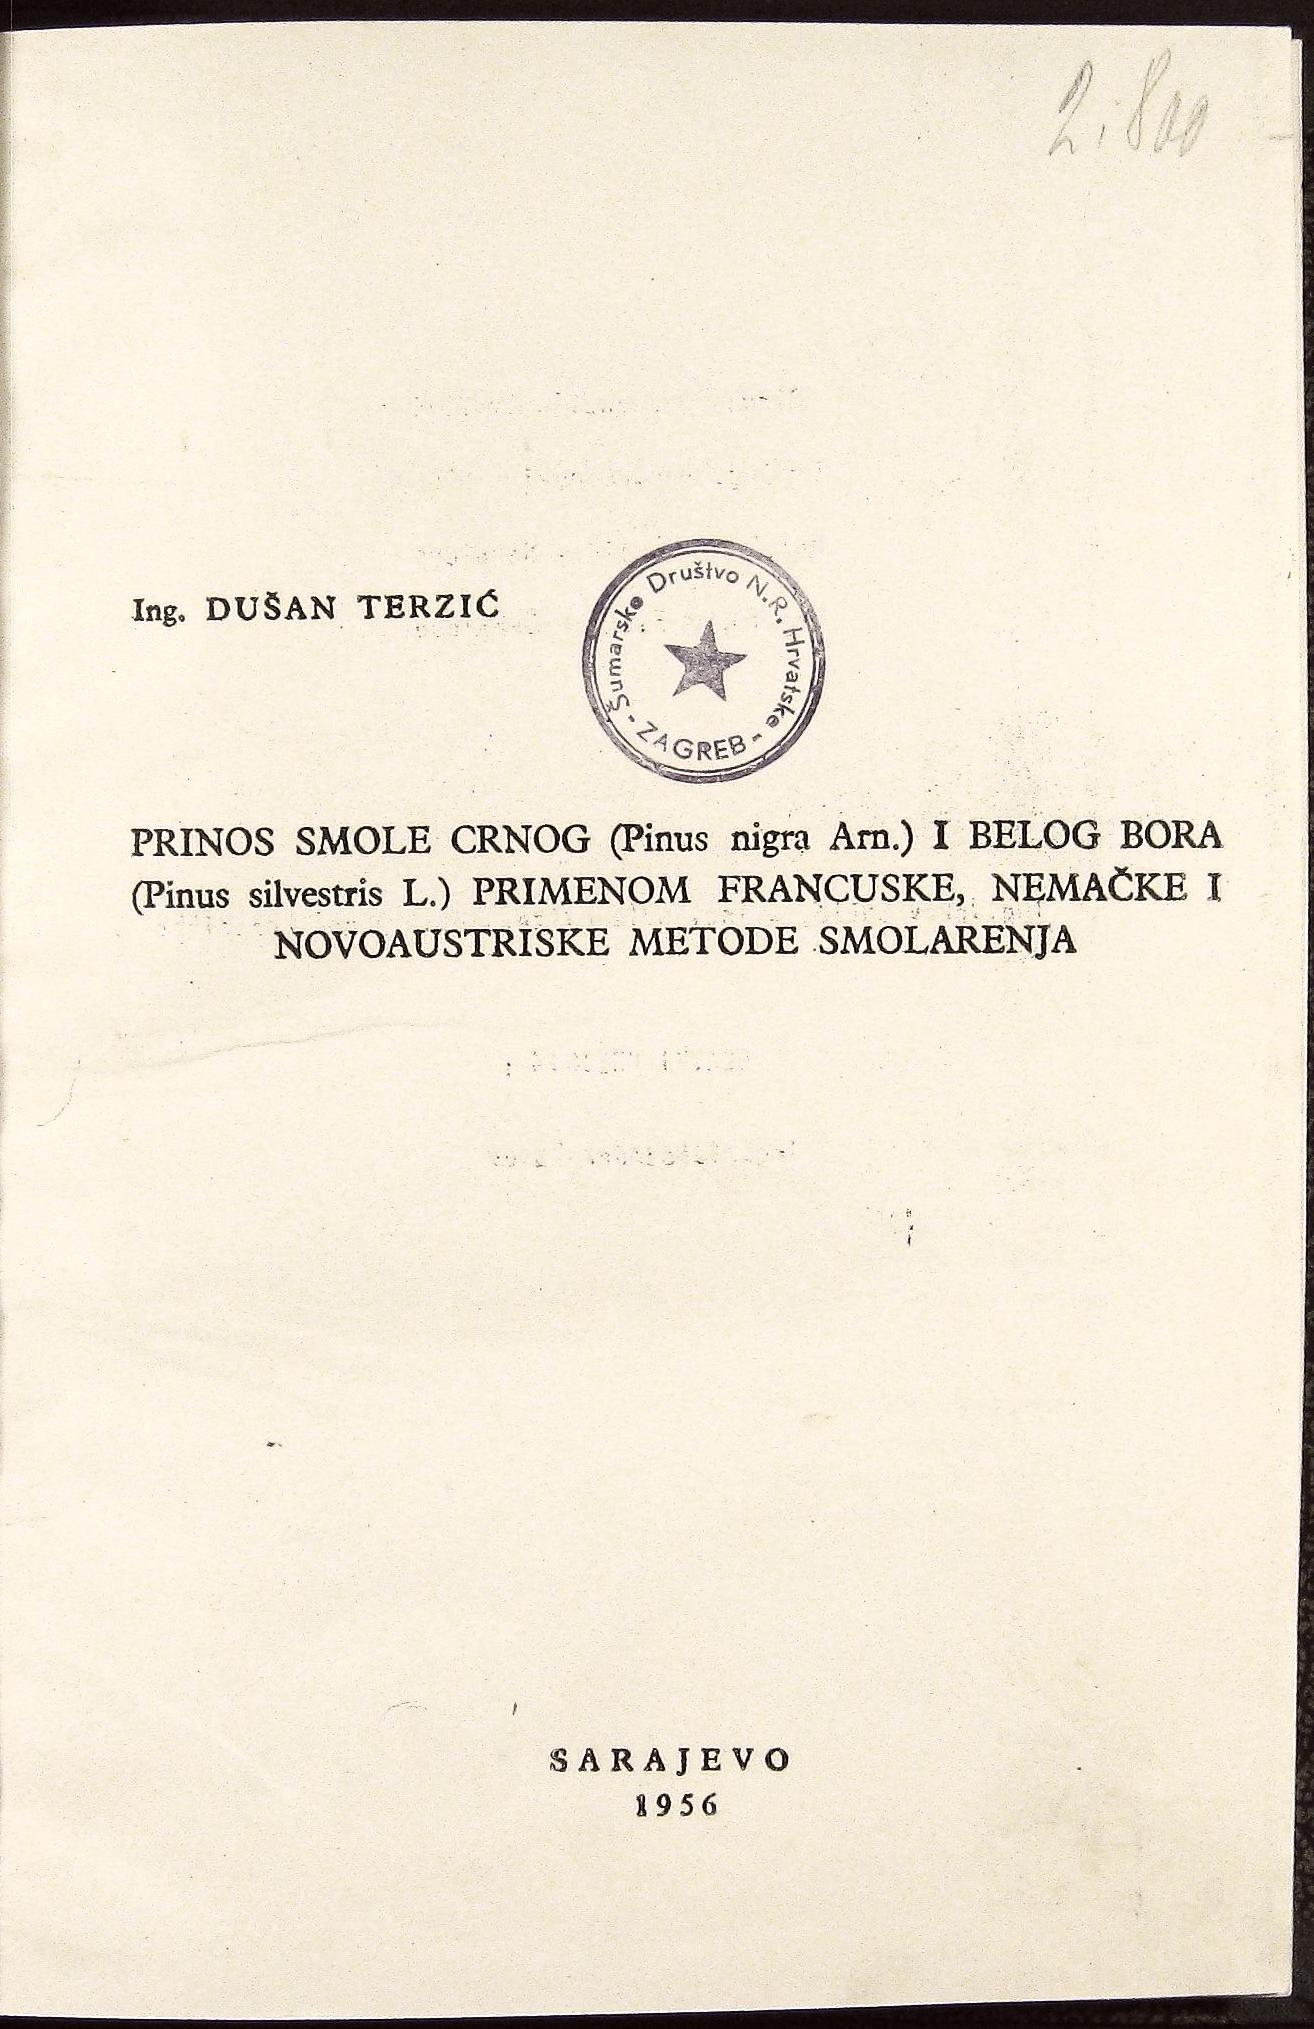 2.800
Ing. DUŠAN TERZIĆ
Šumarsko Društvo N.R. Hrvatske
- ZAGREB -
PRINOS SMOLE CRNOG (Pinus nigra Arn.) I BELOG BORA
(Pinus silvestris L.) PRIMENOM FRANCUSKE, NEMAČKE I
NOVOAUSTRISKE METODE SMOLARENJA
SARAJEVO
1956